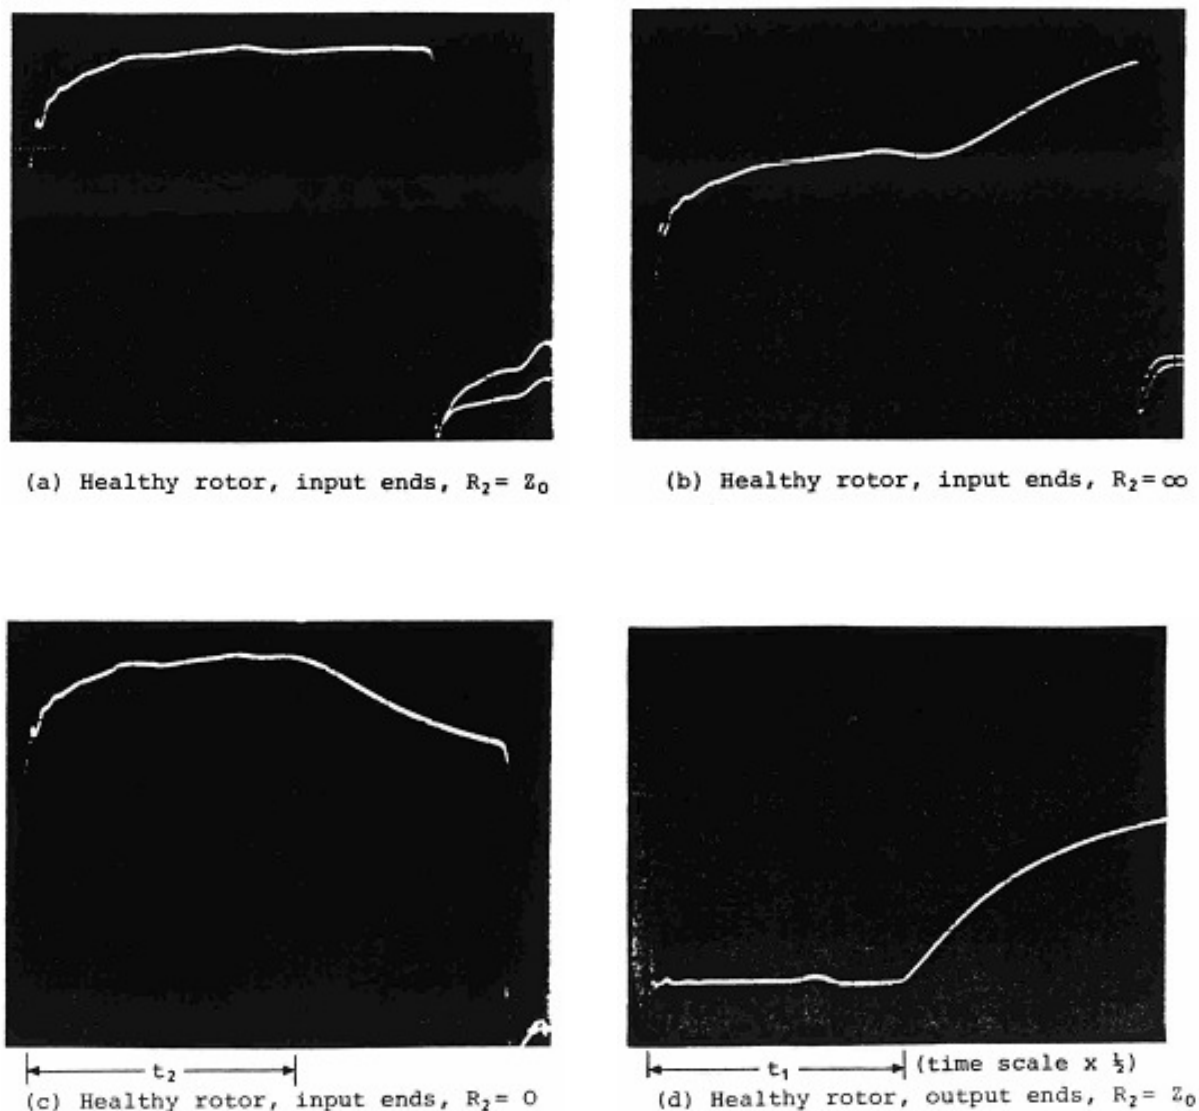 (a) Healthy rotor, input ends, R₂= Z₀
(b) Healthy rotor, input ends, R₂=∞
t₂
(c) Healthy rotor, input ends, R₂= O
t₁ (time scale x ½)
(d) Healthy rotor, output ends, R₂= Z₀